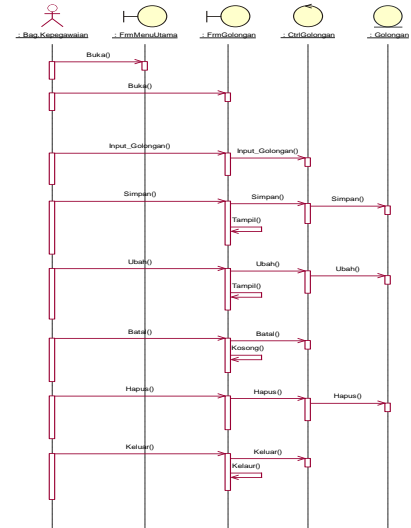 : Bag.Kepegawaian : FrmMenuUtama : FrmGolongan : CtrlGolongan : Golongan
Buka()
Buka()
Input_Golongan() Input_Golongan()
Simpan() Simpan() Simpan()
Tampil()
Ubah() Ubah() Ubah()
Tampil()
Batal() Batal()
Kosong()
Hapus() Hapus() Hapus()
Keluar() Keluar()
Kelaur()